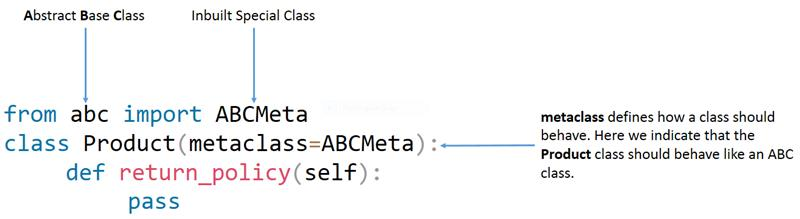 Abstract Base Class
Inbuilt Special Class
from abc import ABCMeta
class Product(metaclass=ABCMeta):
def return_policy(self):
pass
metaclass defines how a class should
behave. Here we indicate that the
Product class should behave like an ABC
class.